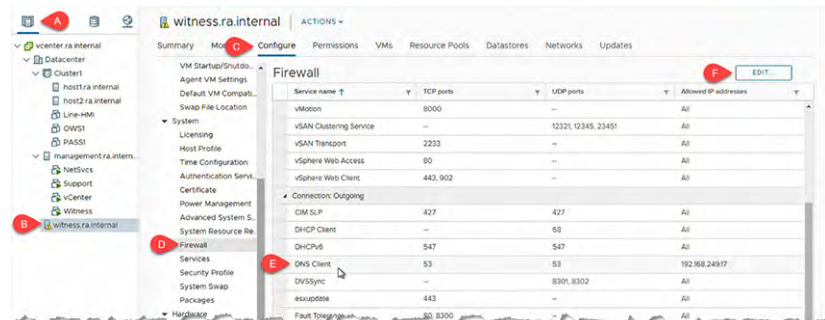 A
witness.ra.internal | ACTIONS
Summary Mo C Configure Permissions VMs Resource Pools Datastores Networks Updates
vcenter.ra.internal
Datacenter
Cluster1
host1.ra.internal
host2.ra.internal
Line-HMI
OWS1
PASS1
management.ra.intern...
NetSvcs
Support
vCenter
Witness
B witness.ra.internal
VM Startup/Shutdo...
Agent VM Settings
Default VM Compati...
Swap File Location
System
Licensing
Host Profile
Time Configuration
Authentication Servi...
Certificate
Power Management
Advanced System S...
System Resource Re...
D Firewall
Services
Security Profile
System Swap
Packages
Hardware
Firewall F EDIT...
Service name TCP ports UDP ports Allowed IP addresses
vMotion 8000 -- All
vSAN Clustering Service -- 12321, 12345, 23451 All
vSAN Transport 2233 -- All
vSphere Web Access 80 -- All
vSphere Web Client 443, 902 -- All
Connection: Outgoing
CIM SLP 427 427 All
DHCP Client -- 68 All
DHCPv6 547 547 All
E DNS Client 53 53 192.168.249.17
DVSSync -- 8301, 8302 All
esxupdate 443 -- All
Fault Tolerance 80, 8300 -- All